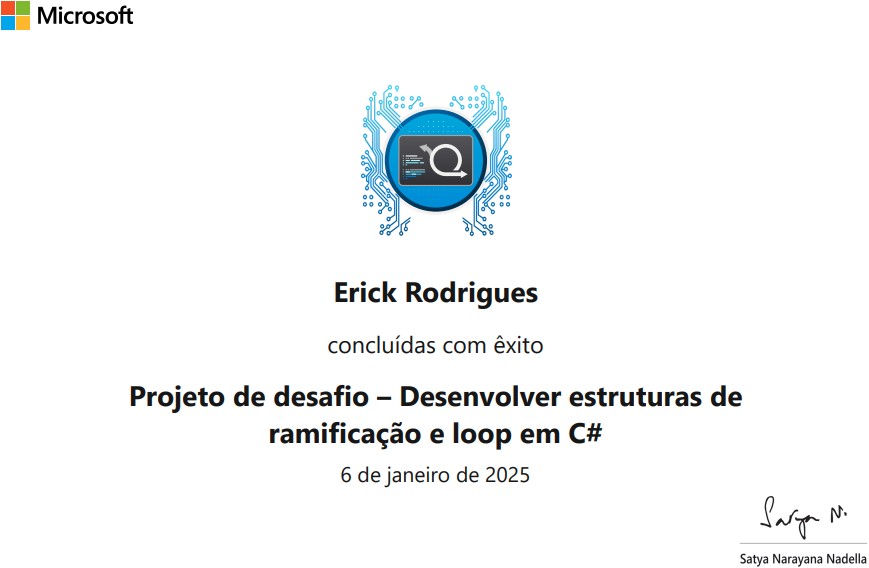 Microsoft
Erick Rodrigues
concluídas com êxito
Projeto de desafio – Desenvolver estruturas de
ramificação e loop em C#
6 de janeiro de 2025
Satya N.
Satya Narayana Nadella